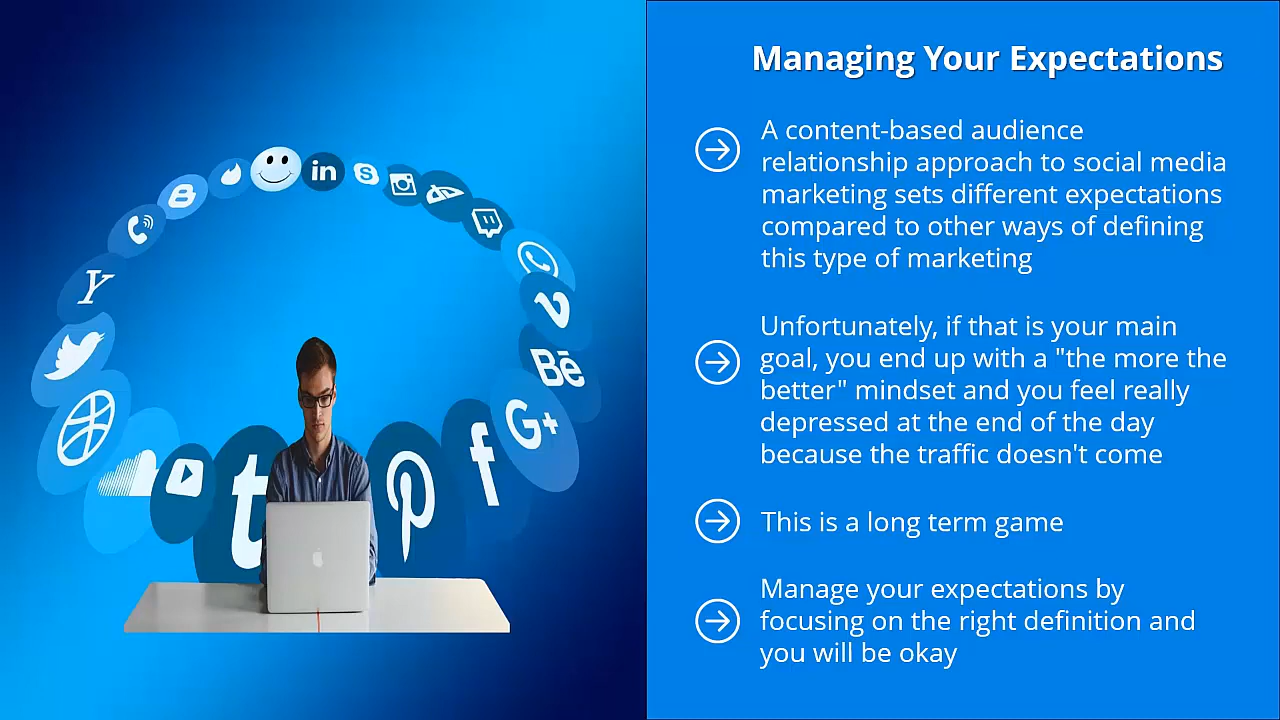 Managing Your Expectations
A content-based audience
relationship approach to social media
marketing sets different expectations
compared to other ways of defining
this type of marketing
Unfortunately, if that is your main
goal, you end up with a "the more the
better" mindset and you feel really
depressed at the end of the day
because the traffic doesn't come
This is a long term game
Manage your expectations by
focusing on the right definition and
you will be okay
in
S
B
Y
V
Bē
G+
f
t